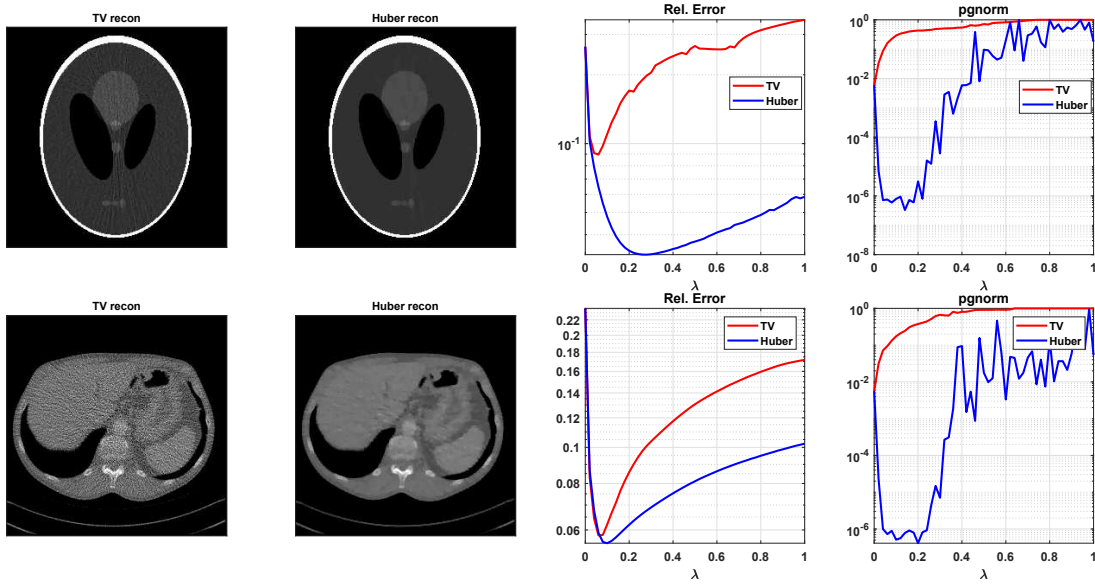 TV recon
Huber recon
Rel. Error
pgnorm
10^-1
TV
Huber
10^0
10^-2
10^-4
10^-6
10^-8
TV
Huber
0 0.2 0.4 0.6 0.8 1
λ
0 0.2 0.4 0.6 0.8 1
λ
TV recon
Huber recon
Rel. Error
pgnorm
0.22
0.2
0.18
0.16
0.14
0.12
0.1
0.08
0.06
TV
Huber
10^0
10^-2
10^-4
10^-6
TV
Huber
0 0.2 0.4 0.6 0.8 1
λ
0 0.2 0.4 0.6 0.8 1
λ